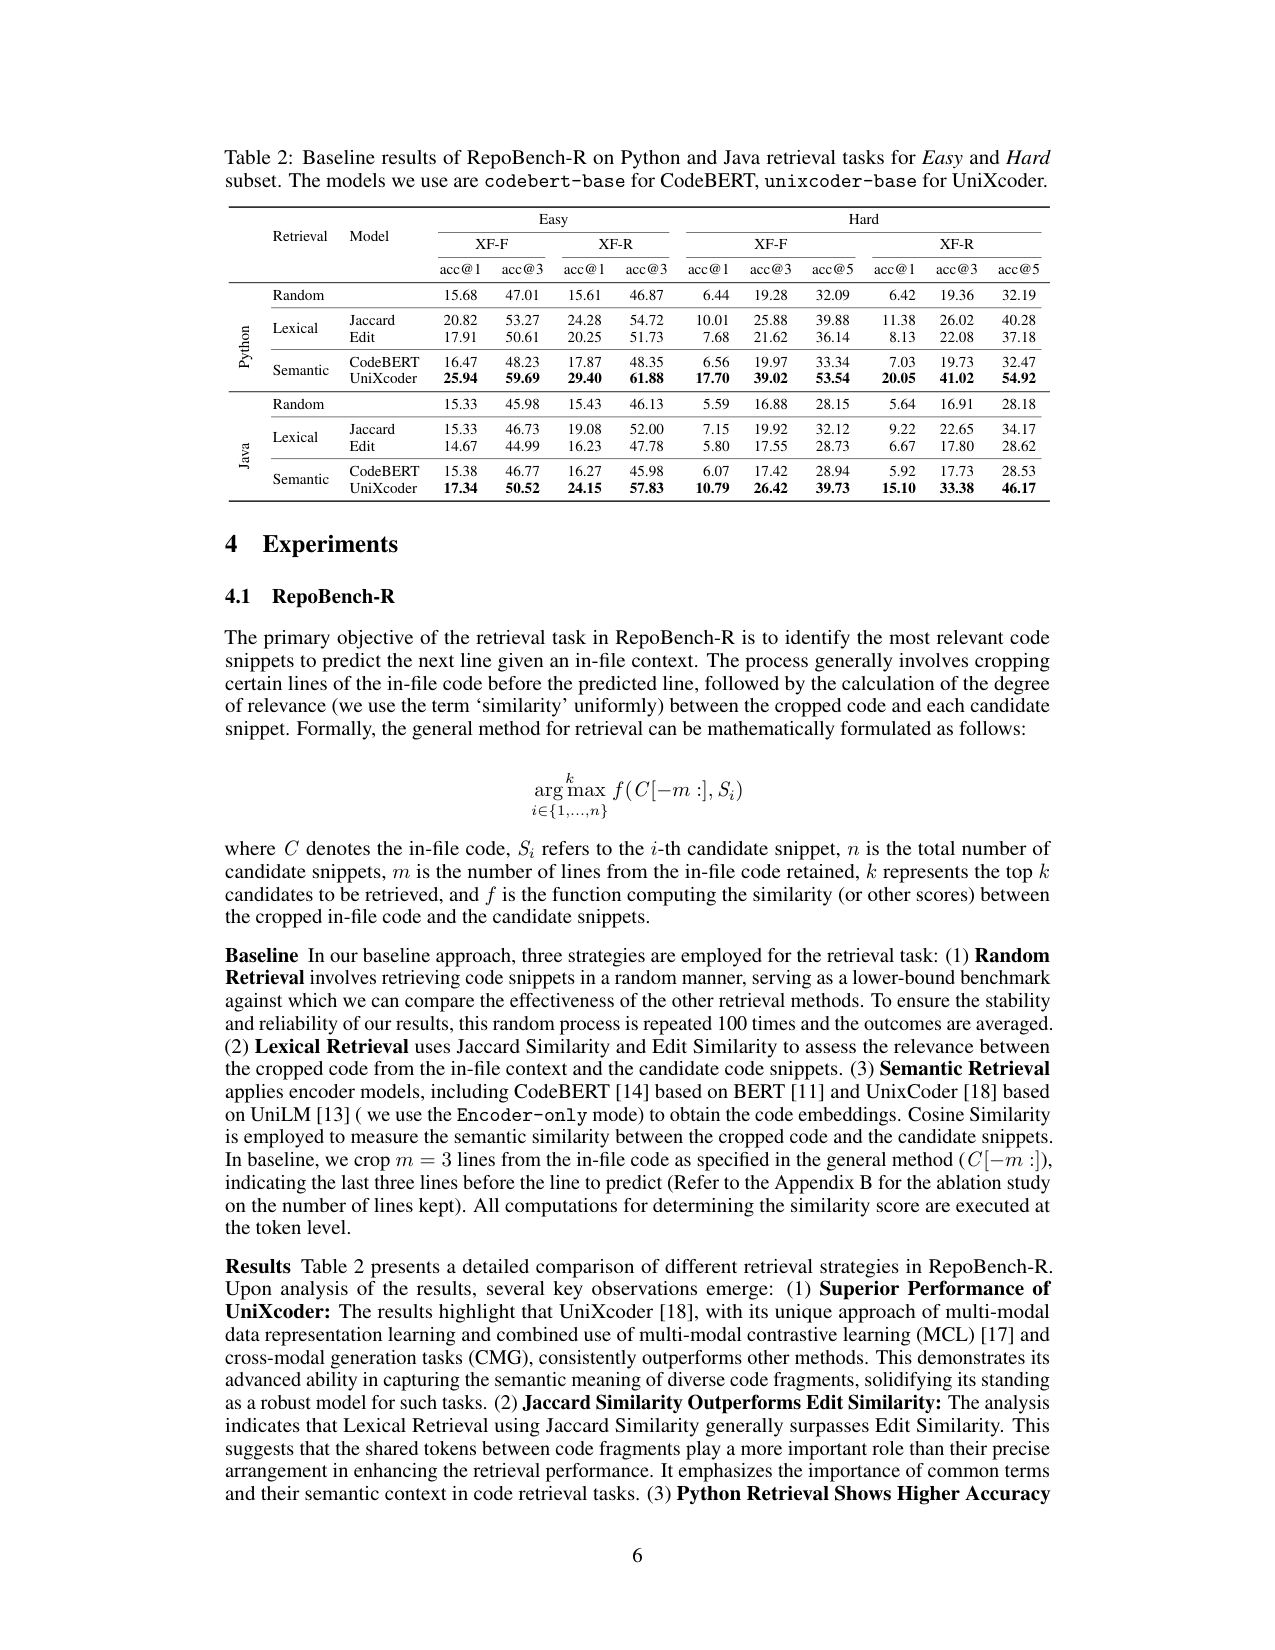 Table 2: Baseline results of RepoBench-R on Python and Java retrieval tasks for Easy and Hard
subset. The models we use are codebert-base for CodeBERT, unixcoder-base for UniXcoder.
Easy Hard
Retrieval Model XF-F XF-R XF-F XF-R
acc@1 acc@3 acc@1 acc@3 acc@1 acc@3 acc@5 acc@1 acc@3 acc@5
Python
Random 15.68 47.01 15.61 46.87 6.44 19.28 32.09 6.42 19.36 32.19
Lexical
Jaccard 20.82 53.27 24.28 54.72 10.01 25.88 39.88 11.38 26.02 40.28
Edit 17.91 50.61 20.25 51.73 7.68 21.62 36.14 8.13 22.08 37.18
Semantic
CodeBERT 16.47 48.23 17.87 48.35 6.56 19.97 33.34 7.03 19.73 32.47
UniXcoder 25.94 59.69 29.40 61.88 17.70 39.02 53.54 20.05 41.02 54.92
Java
Random 15.33 45.98 15.43 46.13 5.59 16.88 28.15 5.64 16.91 28.18
Lexical
Jaccard 15.33 46.73 19.08 52.00 7.15 19.92 32.12 9.22 22.65 34.17
Edit 14.67 44.99 16.23 47.78 5.80 17.55 28.73 6.67 17.80 28.62
Semantic
CodeBERT 15.38 46.77 16.27 45.98 6.07 17.42 28.94 5.92 17.73 28.53
UniXcoder 17.34 50.52 24.15 57.83 10.79 26.42 39.73 15.10 33.38 46.17
4 Experiments
4.1 RepoBench-R
The primary objective of the retrieval task in RepoBench-R is to identify the most relevant code
snippets to predict the next line given an in-file context. The process generally involves cropping
certain lines of the in-file code before the predicted line, followed by the calculation of the degree
of relevance (we use the term ‘similarity’ uniformly) between the cropped code and each candidate
snippet. Formally, the general method for retrieval can be mathematically formulated as follows:
k
arg max f(C[−m :], Si)
i∈{1,...,n}
where C denotes the in-file code, Si refers to the i-th candidate snippet, n is the total number of
candidate snippets, m is the number of lines from the in-file code retained, k represents the top k
candidates to be retrieved, and f is the function computing the similarity (or other scores) between
the cropped in-file code and the candidate snippets.
Baseline In our baseline approach, three strategies are employed for the retrieval task: (1) Random
Retrieval involves retrieving code snippets in a random manner, serving as a lower-bound benchmark
against which we can compare the effectiveness of the other retrieval methods. To ensure the stability
and reliability of our results, this random process is repeated 100 times and the outcomes are averaged.
(2) Lexical Retrieval uses Jaccard Similarity and Edit Similarity to assess the relevance between
the cropped code from the in-file context and the candidate code snippets. (3) Semantic Retrieval
applies encoder models, including CodeBERT [14] based on BERT [11] and UnixCoder [18] based
on UniLM [13] ( we use the Encoder-only mode) to obtain the code embeddings. Cosine Similarity
is employed to measure the semantic similarity between the cropped code and the candidate snippets.
In baseline, we crop m = 3 lines from the in-file code as specified in the general method (C[−m :]),
indicating the last three lines before the line to predict (Refer to the Appendix B for the ablation study
on the number of lines kept). All computations for determining the similarity score are executed at
the token level.
Results Table 2 presents a detailed comparison of different retrieval strategies in RepoBench-R.
Upon analysis of the results, several key observations emerge: (1) Superior Performance of
UniXcoder: The results highlight that UniXcoder [18], with its unique approach of multi-modal
data representation learning and combined use of multi-modal contrastive learning (MCL) [17] and
cross-modal generation tasks (CMG), consistently outperforms other methods. This demonstrates its
advanced ability in capturing the semantic meaning of diverse code fragments, solidifying its standing
as a robust model for such tasks. (2) Jaccard Similarity Outperforms Edit Similarity: The analysis
indicates that Lexical Retrieval using Jaccard Similarity generally surpasses Edit Similarity. This
suggests that the shared tokens between code fragments play a more important role than their precise
arrangement in enhancing the retrieval performance. It emphasizes the importance of common terms
and their semantic context in code retrieval tasks. (3) Python Retrieval Shows Higher Accuracy
6